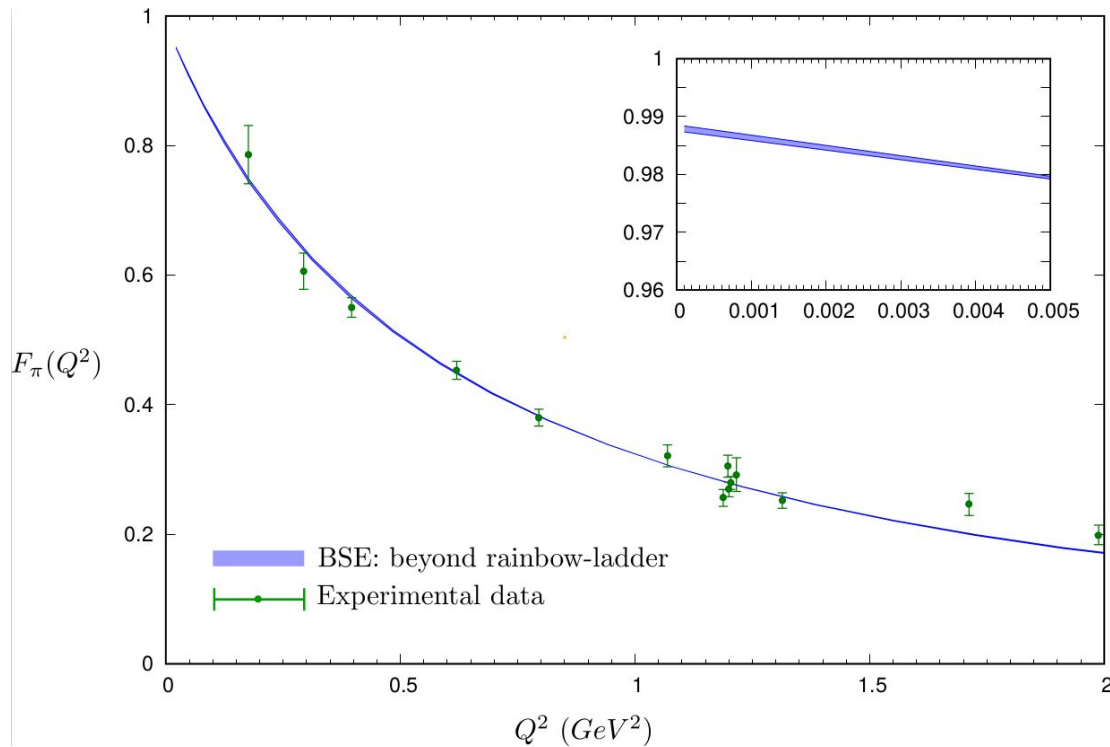 1
0.8
0.6
0.4
0.2
0
0 0.5 1 1.5 2
F_π(Q²)
Q² (GeV²)
1
0.99
0.98
0.97
0.96
0 0.001 0.002 0.003 0.004 0.005
BSE: beyond rainbow-ladder
Experimental data